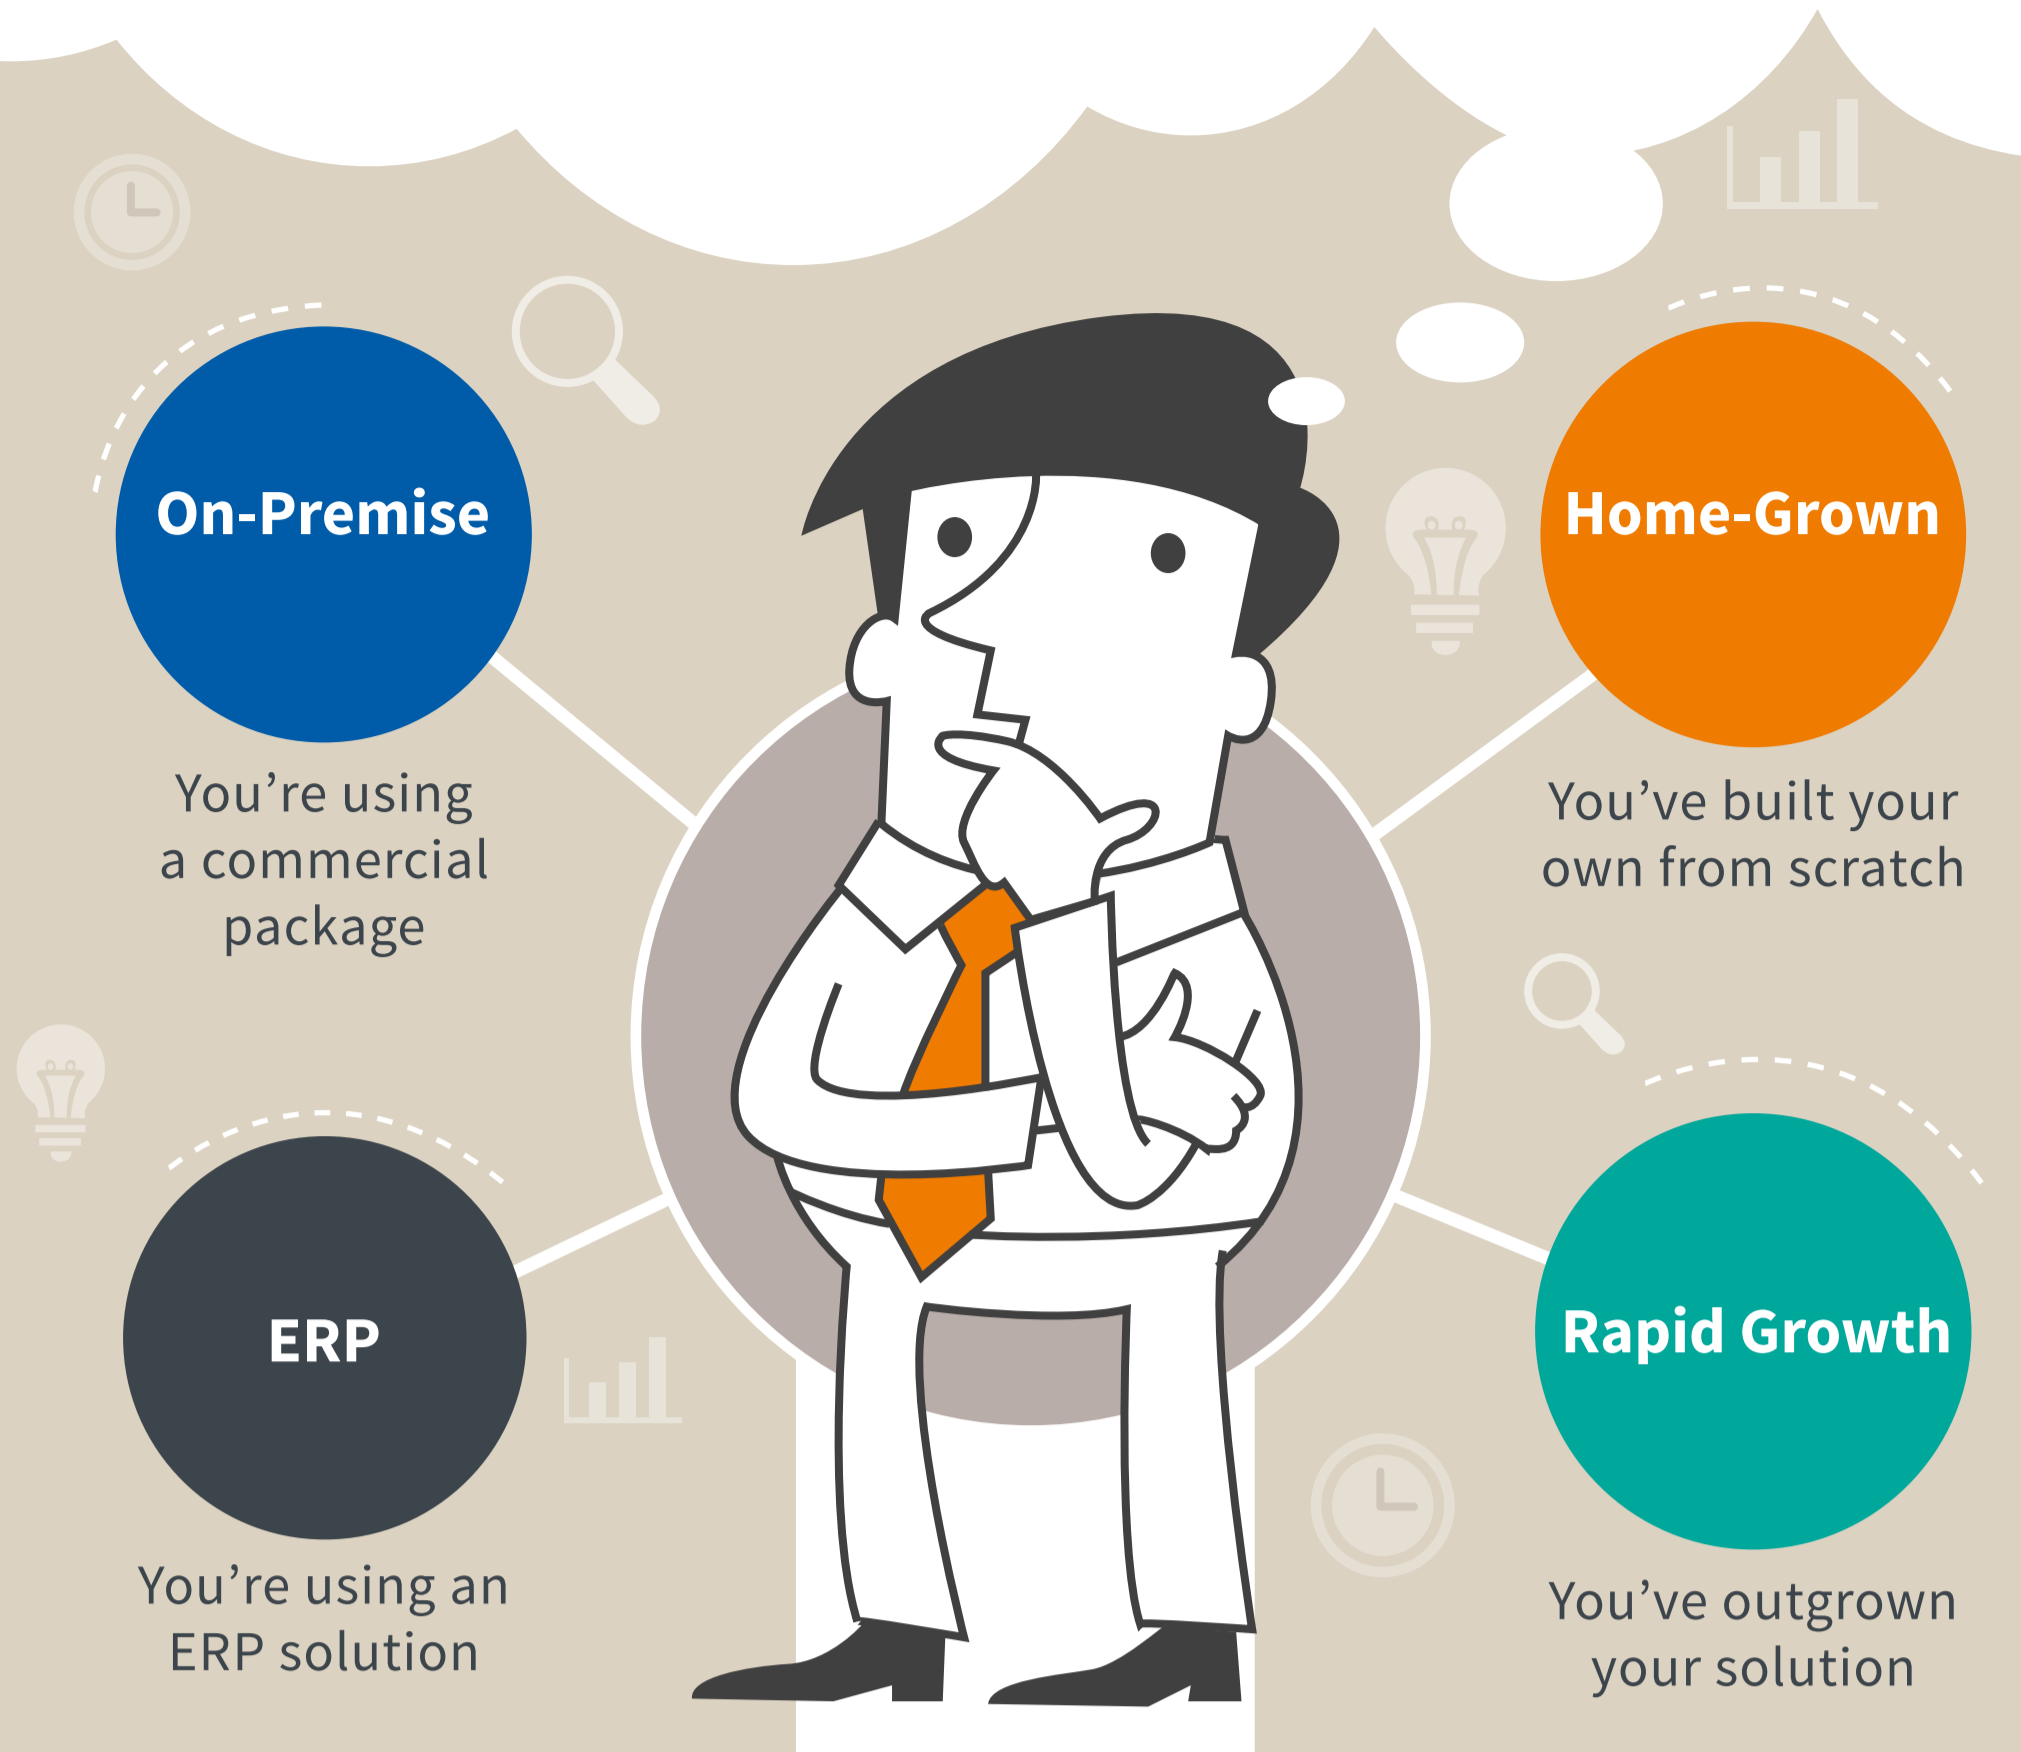 On-Premise
You’re using
a commercial
package
Home-Grown
You’ve built your
own from scratch
ERP
You’re using an
ERP solution
Rapid Growth
You’ve outgrown
your solution